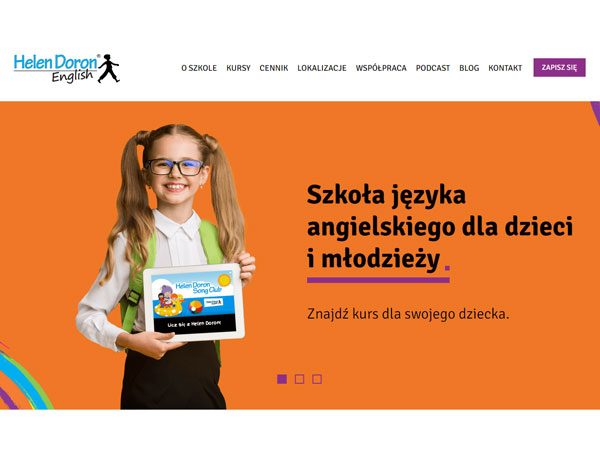 Helen Doron®
English
O SZKOLE KURSY CENNIK LOKALIZACJE WSPÓŁPRACA PODCAST BLOG KONTAKT ZAPISZ SIĘ
Szkoła języka
angielskiego dla dzieci
i młodzieży.
Znajdź kurs dla swojego dziecka.
Helen Doron
Song Club
Ucz się z Helen Doron!